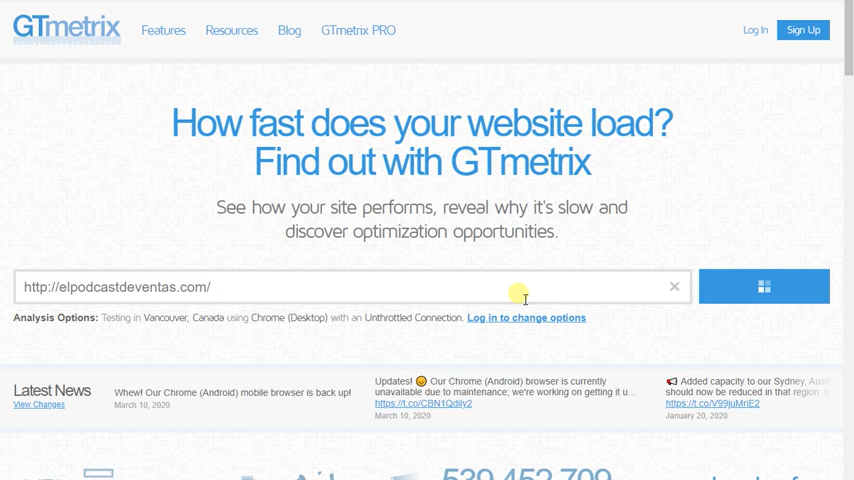 GTmetrix
Features
Resources
Blog
GTmetrix PRO
Log In
Sign Up
How fast does your website load?
Find out with GTmetrix
See how your site performs, reveal why it's slow and
discover optimization opportunities.
http://elpodcastdeventas.com/
Analysis Options: Testing in Vancouver, Canada using Chrome (Desktop) with an Unthrottled Connection. Log in to change options
Latest News
View Changes
Whew! Our Chrome (Android) mobile browser is back up!
March 10, 2020
Updates! 😄 Our Chrome (Android) browser is currently
unavailable due to maintenance; we're working on getting it u...
https://t.co/CBN1Qdily2
March 10, 2020
📢 Added capacity to our Sydney,
should now be reduced in that region.
https://t.co/V99juMriE2
January 20, 2020
539,452,709